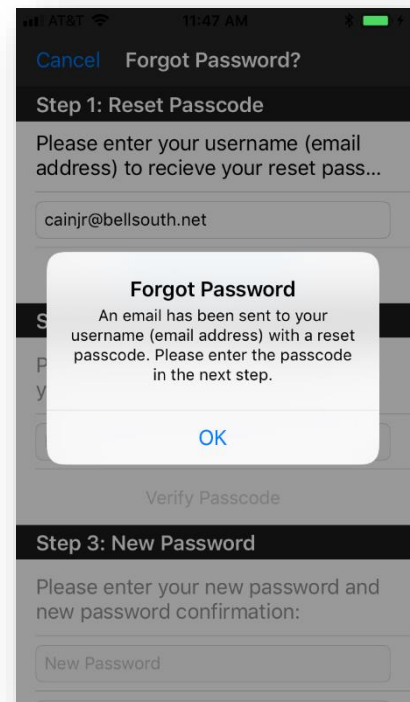 AT&T 11:47 AM
Cancel Forgot Password?
Step 1: Reset Passcode
Please enter your username (email
address) to recieve your reset pass...
cainjr@bellsouth.net
Forgot Password
An email has been sent to your
username (email address) with a reset
passcode. Please enter the passcode
in the next step.
OK
S
P
y
Verify Passcode
Step 3: New Password
Please enter your new password and
new password confirmation:
New Password